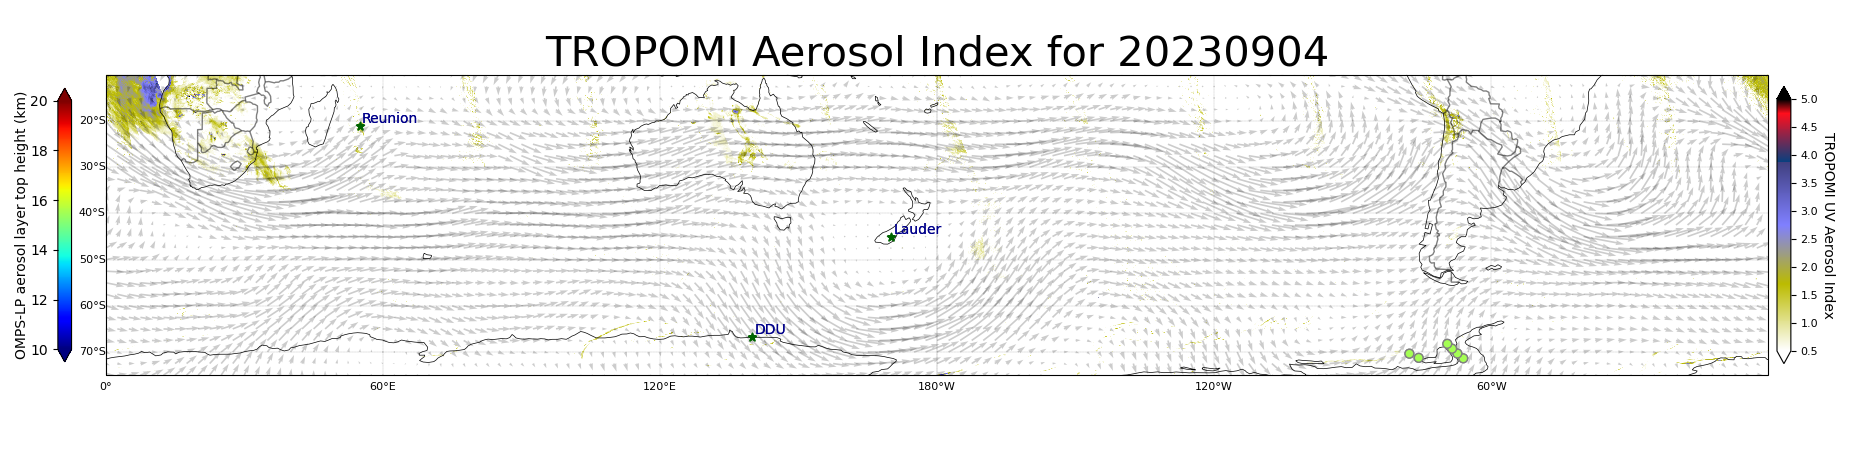 TROPOMI Aerosol Index for 20230904
OMPS-LP aerosol layer top height (km)
20
18
16
14
12
10
20°S
30°S
40°S
50°S
60°S
70°S
Reunion
Lauder
DDU
0°
60°E
120°E
180°W
120°W
60°W
5.0
4.5
4.0
3.5
3.0
2.5
2.0
1.5
1.0
0.5
TROPOMI UV Aerosol Index